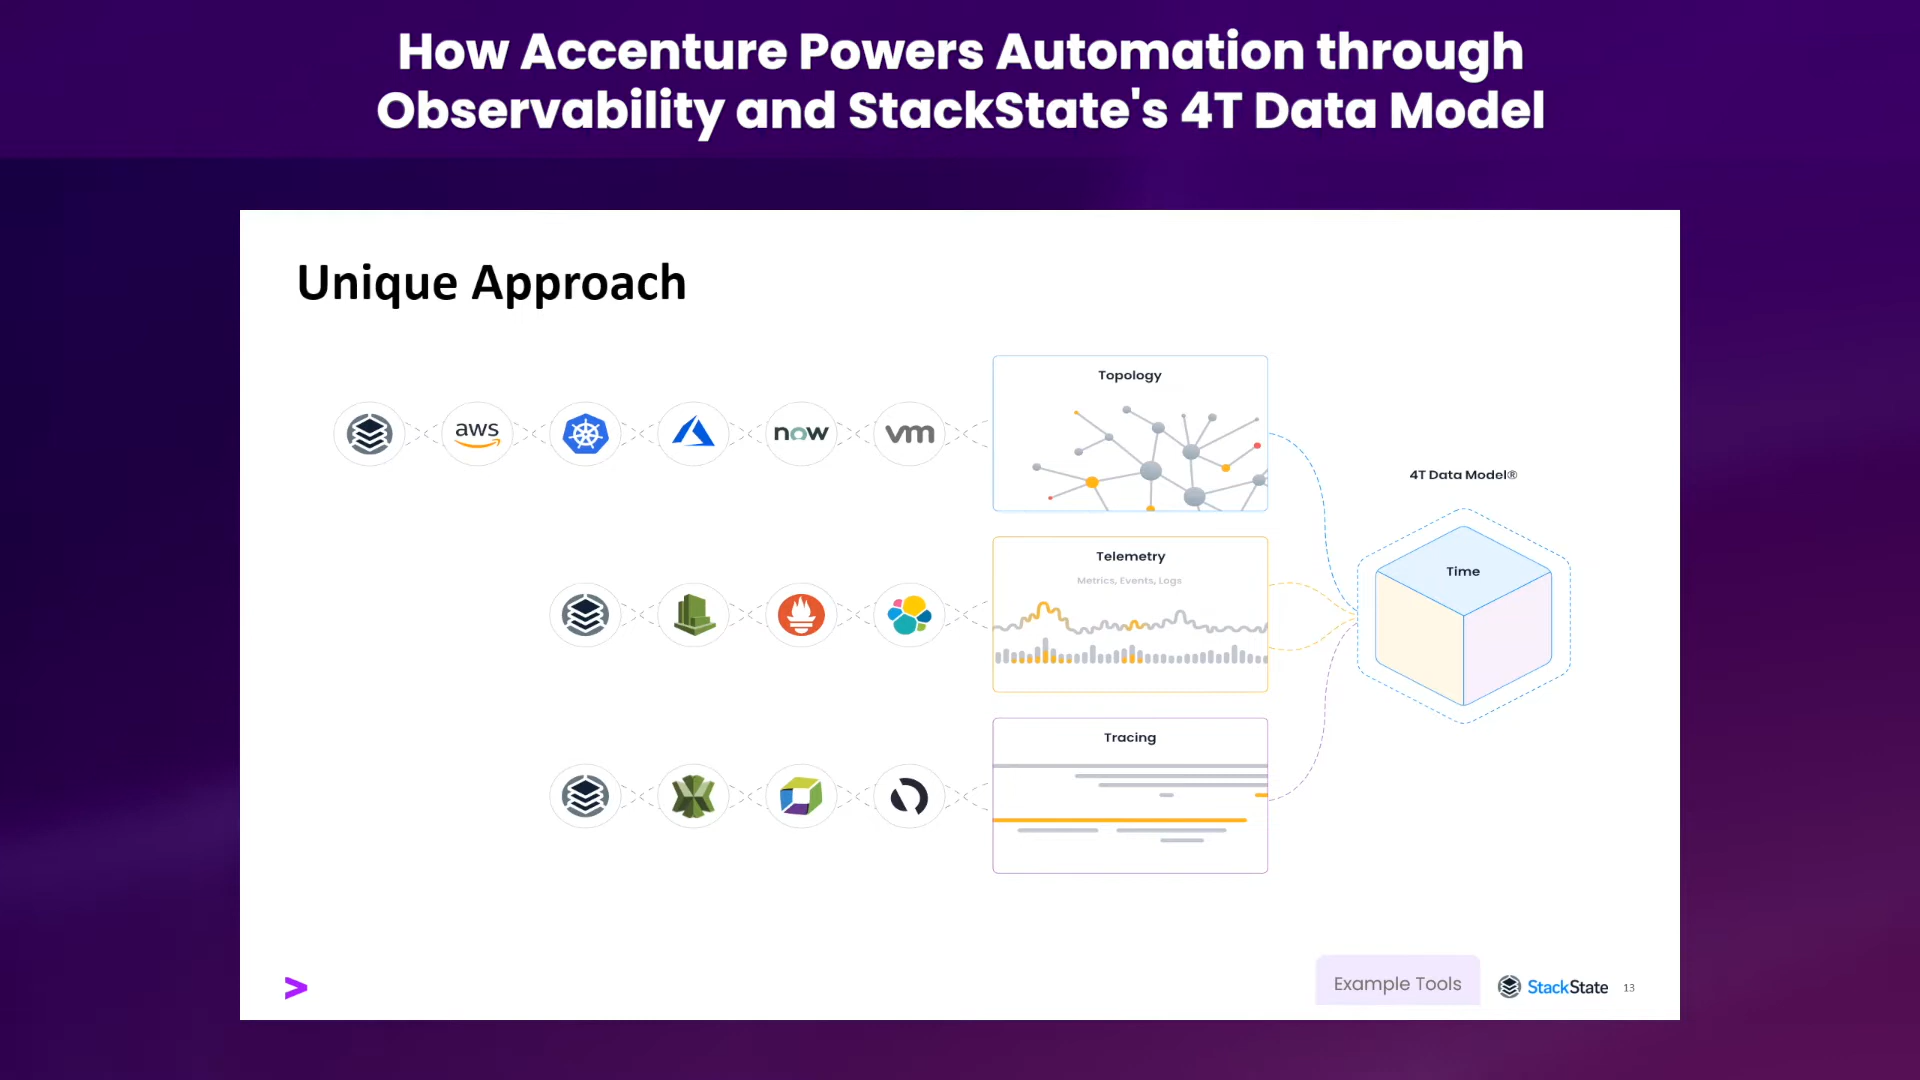 How Accenture Powers Automation through
Observability and StackState's 4T Data Model
Unique Approach
aws
now
vm
Topology
Telemetry
Metrics, Events, Logs
Tracing
4T Data Model®
Time
>
Example Tools
StackState
13